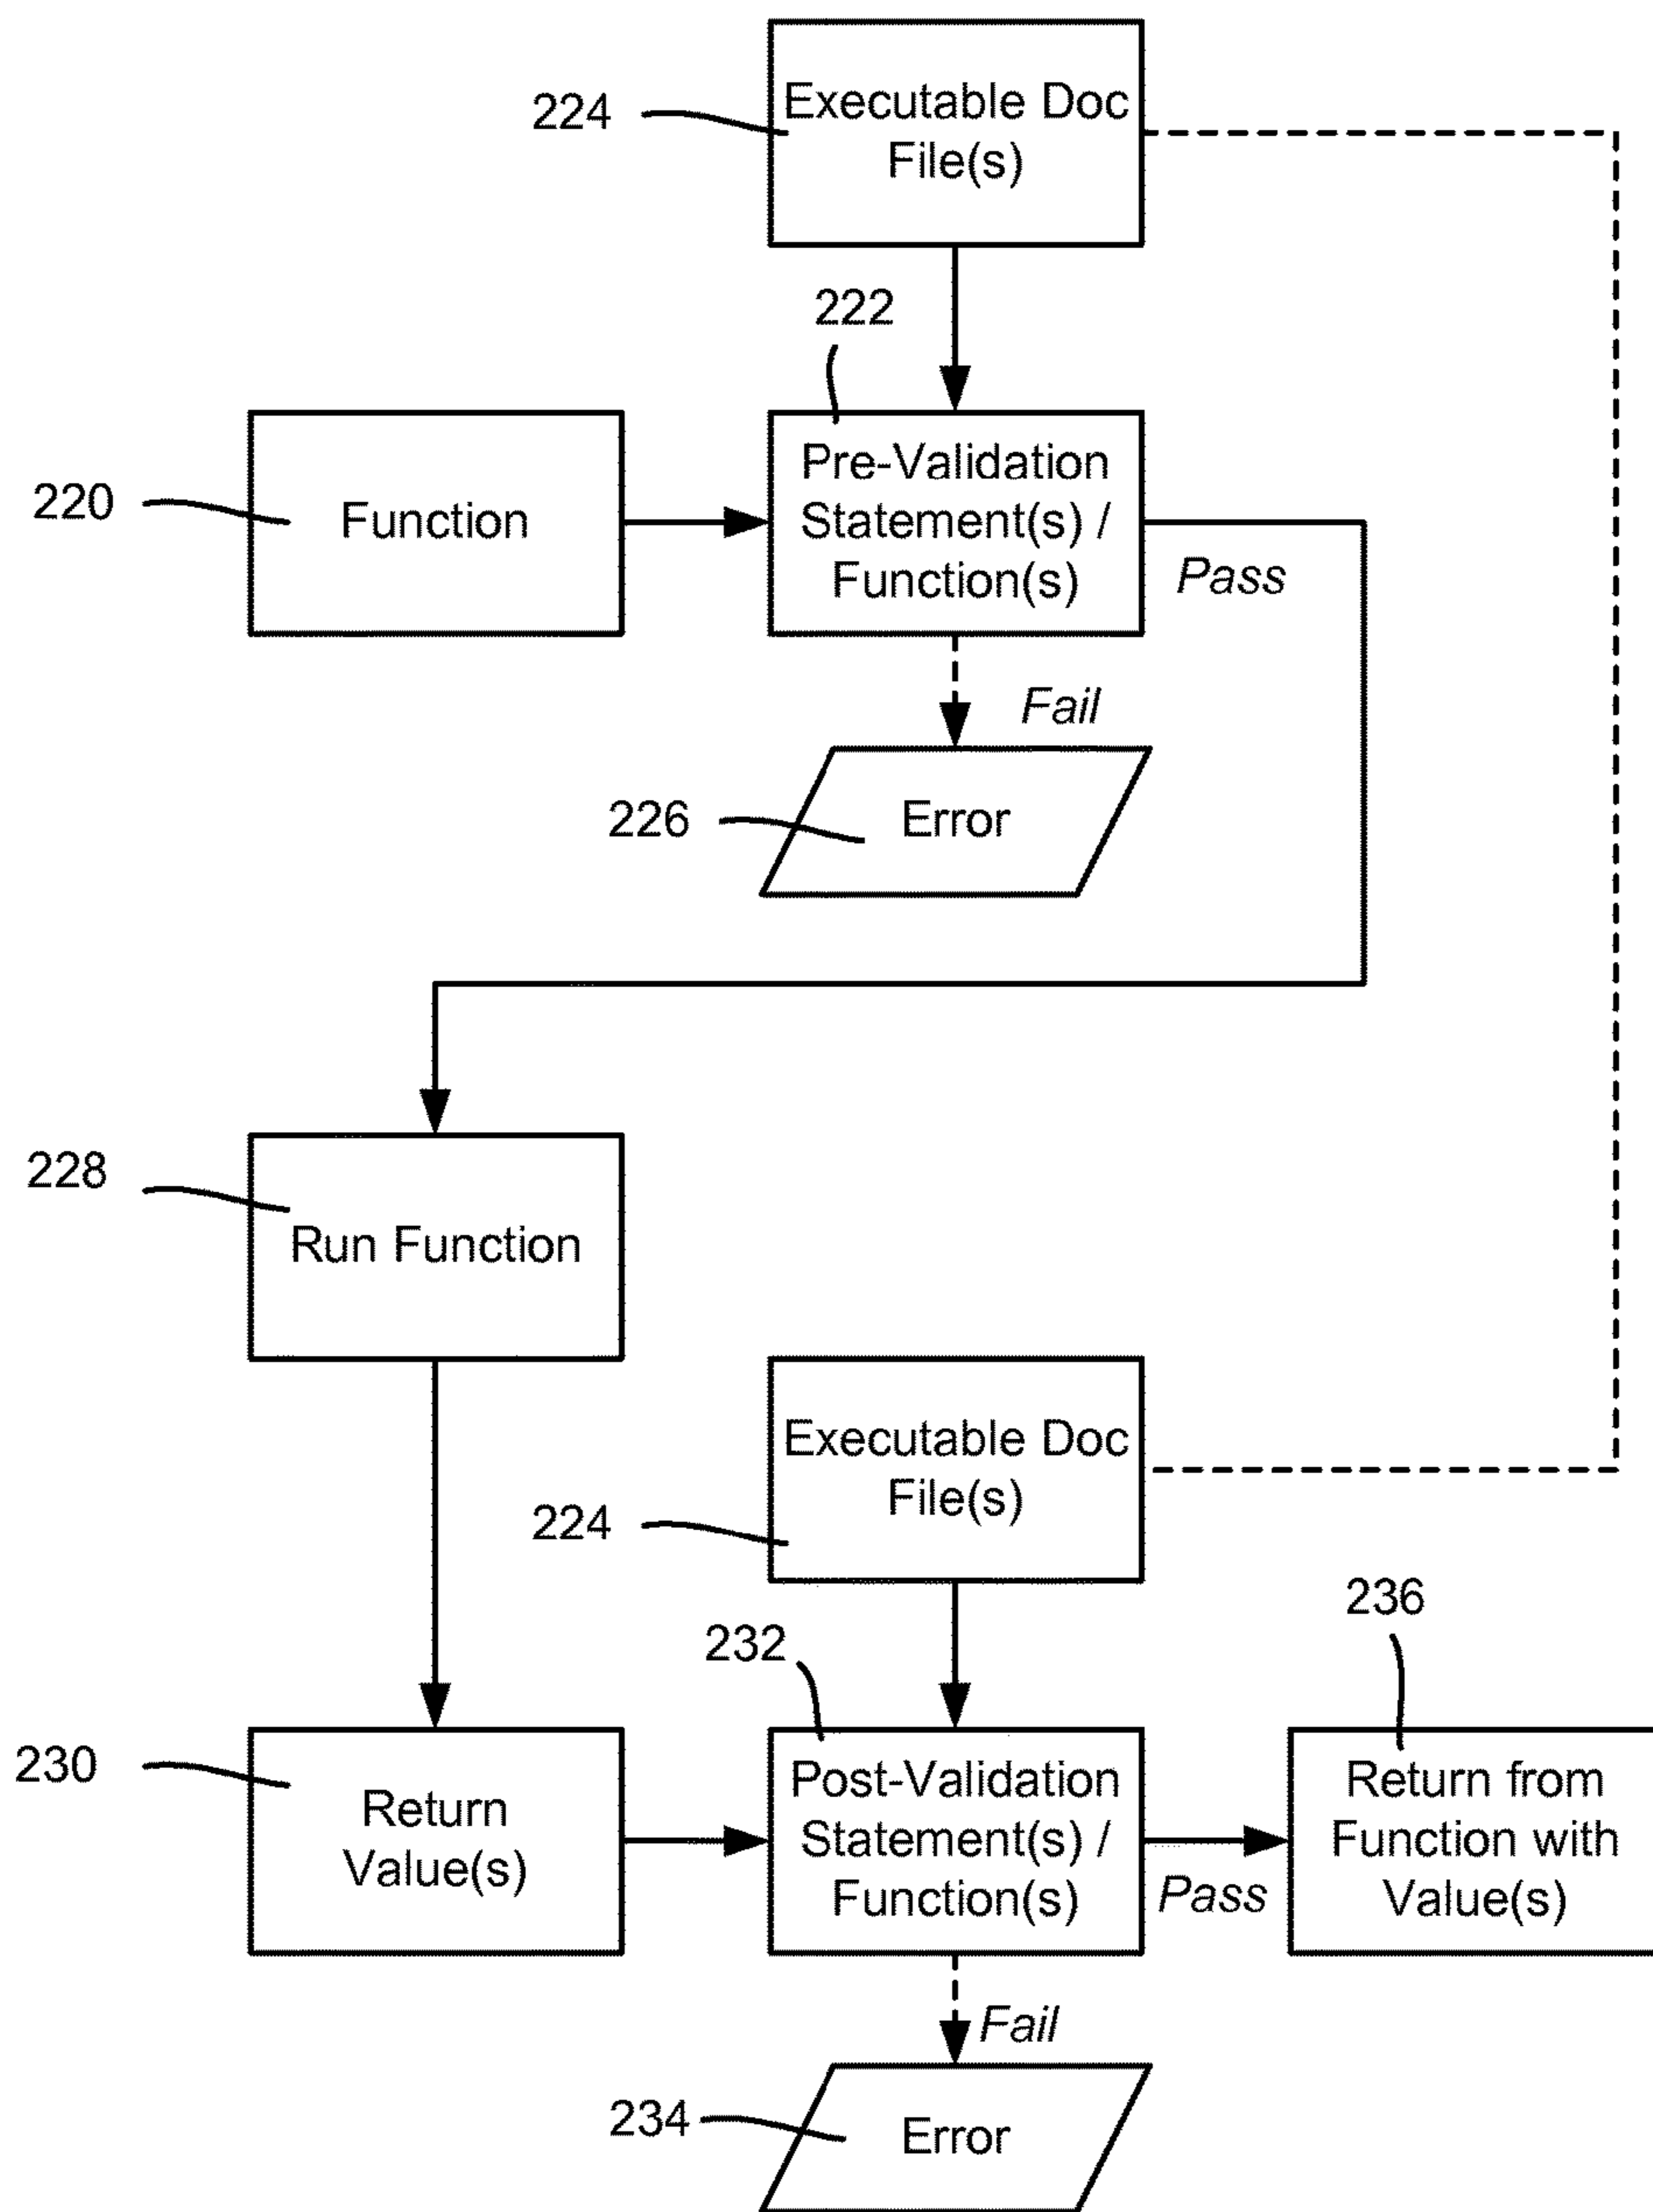 224
Executable Doc
File(s)
222
220
Function
Pre-Validation
Statement(s) /
Function(s)
Pass
Fail
226
Error
228
Run Function
Executable Doc
File(s)
224
232
236
230
Return
Value(s)
Post-Validation
Statement(s) /
Function(s)
Pass
Return from
Function with
Value(s)
Fail
234
Error